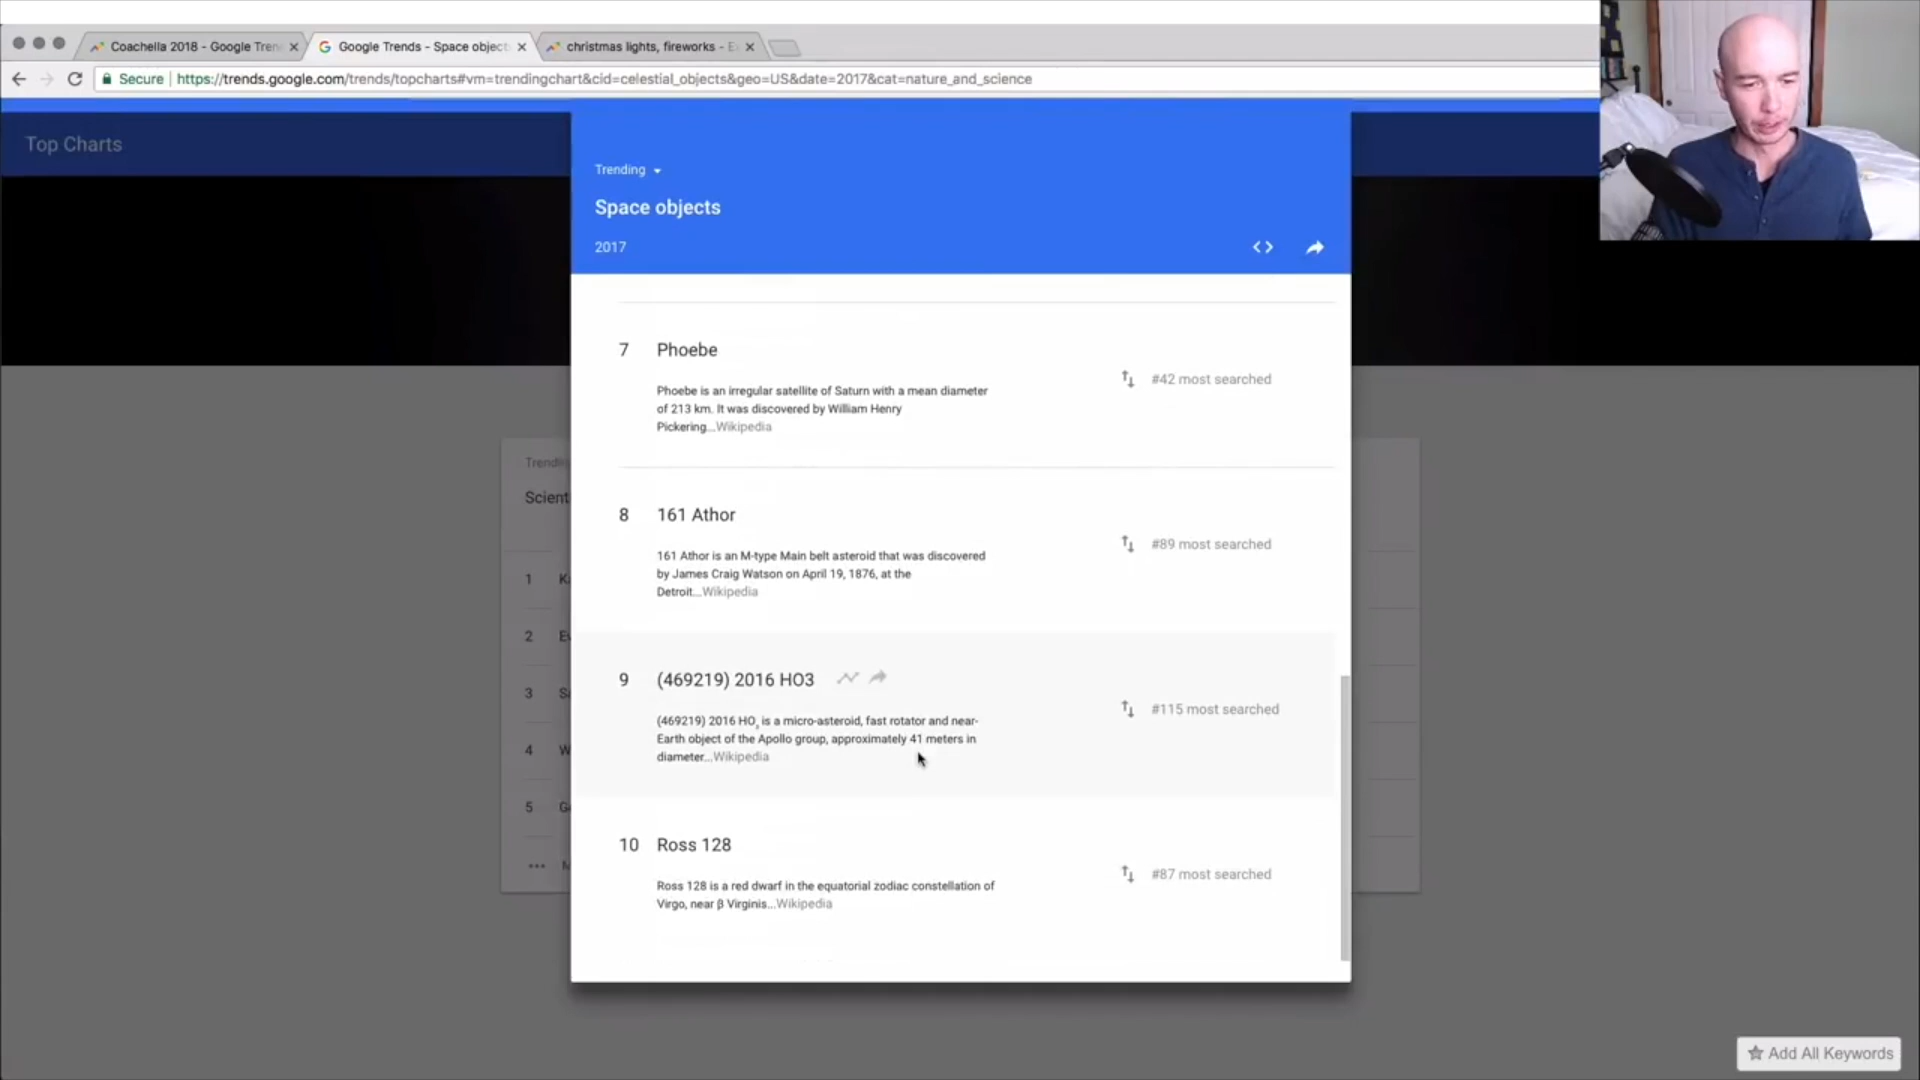 Coachella 2018 - Google Tren
Google Trends - Space object
christmas lights, fireworks - E
Secure
https://trends.google.com/trends/topcharts#vm=trendingchart&cid=celestial_objects&geo=US&date=2017&cat=nature_and_science
Top Charts
Trending
Space objects
2017
7 Phoebe
#42 most searched
Phoebe is an irregular satellite of Saturn with a mean diameter
of 213 km. It was discovered by William Henry
Pickering...Wikipedia
Trending
Scient
8 161 Athor
#89 most searched
161 Athor is an M-type Main belt asteroid that was discovered
by James Craig Watson on April 19, 1876, at the
Detroit...Wikipedia
1 K
2 E
3 S
4 W
5 G
9 (469219) 2016 HO3
#115 most searched
(469219) 2016 HO₃ is a micro-asteroid, fast rotator and near-
Earth object of the Apollo group, approximately 41 meters in
diameter...Wikipedia
10 Ross 128
#87 most searched
Ross 128 is a red dwarf in the equatorial zodiac constellation of
Virgo, near β Virginis...Wikipedia
Add All Keywords